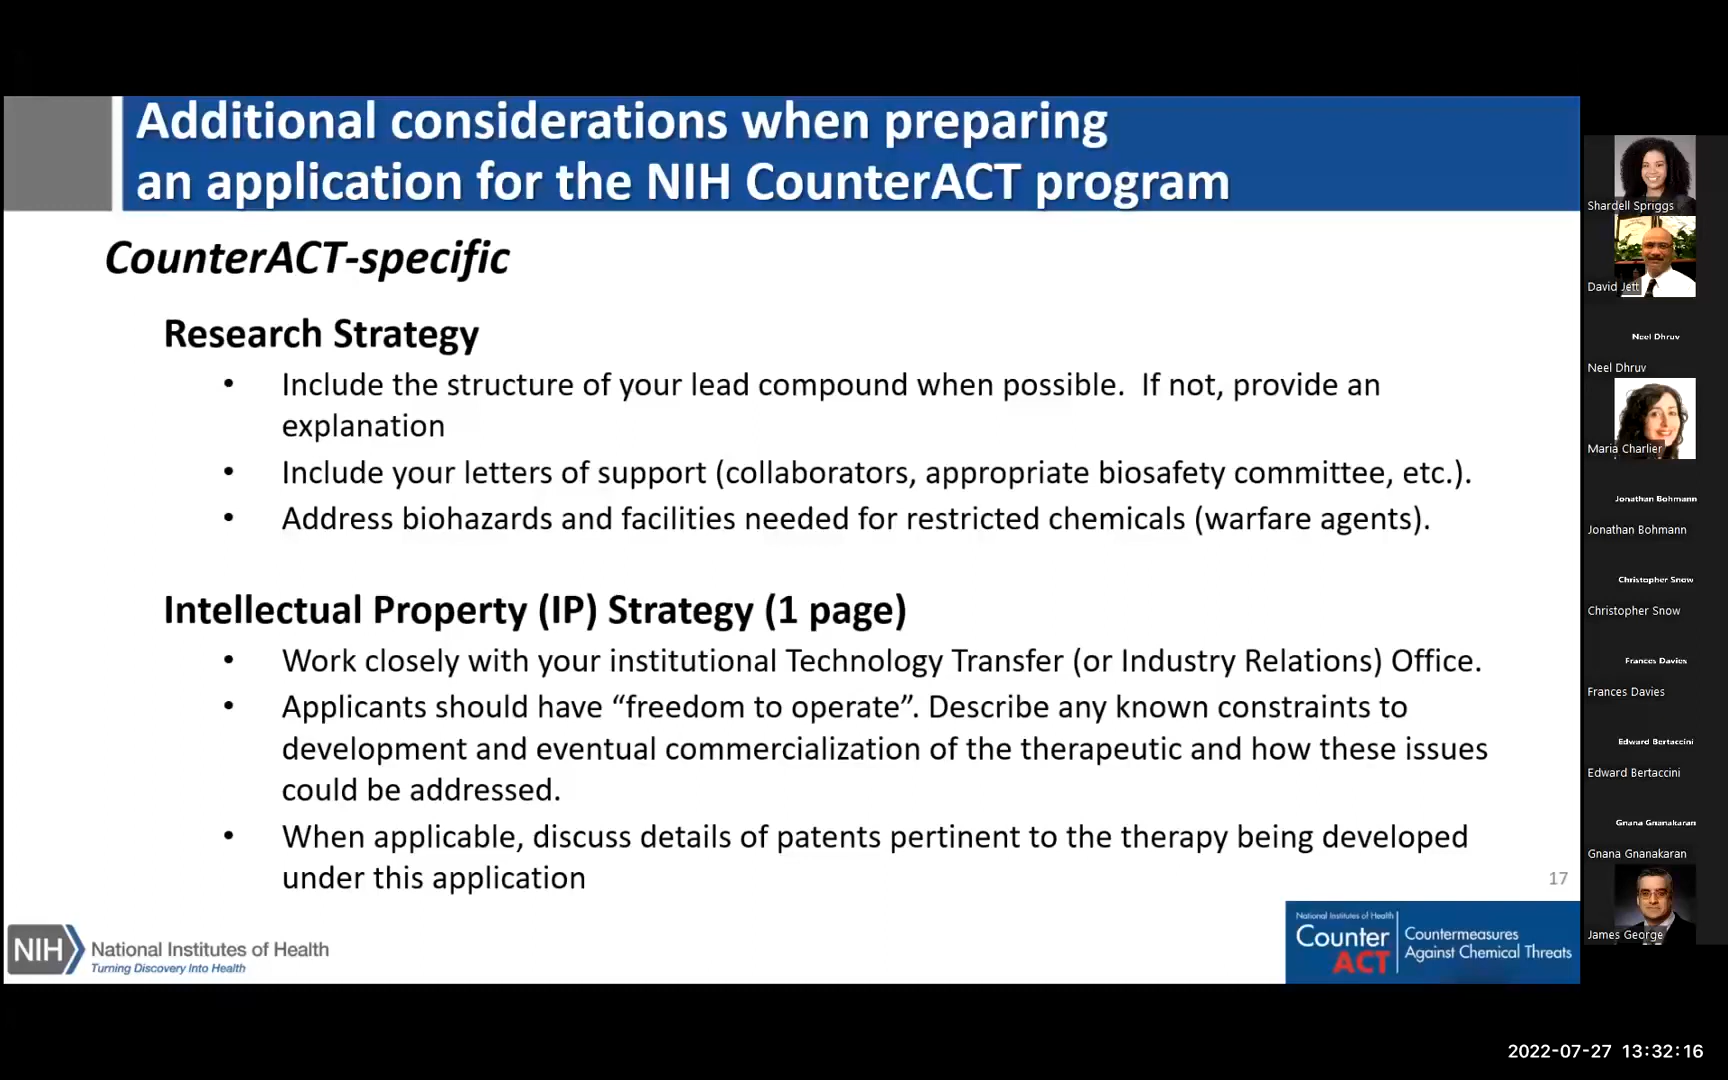 Additional considerations when preparing
an application for the NIH CounterACT program
CounterACT-specific
Research Strategy
• Include the structure of your lead compound when possible.  If not, provide an
explanation
• Include your letters of support (collaborators, appropriate biosafety committee, etc.).
• Address biohazards and facilities needed for restricted chemicals (warfare agents).
Intellectual Property (IP) Strategy (1 page)
• Work closely with your institutional Technology Transfer (or Industry Relations) Office.
• Applicants should have “freedom to operate”. Describe any known constraints to
development and eventual commercialization of the therapeutic and how these issues
could be addressed.
• When applicable, discuss details of patents pertinent to the therapy being developed
under this application
17
NIH
National Institutes of Health
Turning Discovery Into Health
National Institutes of Health
Counter
ACT
Countermeasures
Against Chemical Threats
Shardell Spriggs
David Jett
Neel Dhruv
Neel Dhruv
Maria Charlier
Jonathan Bohmann
Jonathan Bohmann
Christopher Snow
Christopher Snow
Frances Davies
Frances Davies
Edward Bertaccini
Edward Bertaccini
Gnana Gnanakaran
Gnana Gnanakaran
James George
2022-07-27 13:32:16